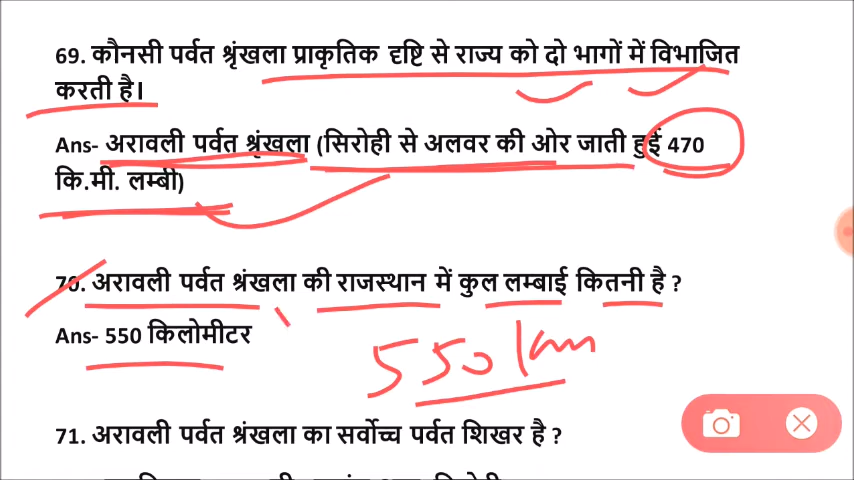 69. कौनसी पर्वत श्रृंखला प्राकृतिक दृष्टि से राज्य को दो भागों में विभाजित
करती है।
Ans- अरावली पर्वत श्रृंखला (सिरोही से अलवर की ओर जाती हुई 470
कि.मी. लम्बी)
70. अरावली पर्वत श्रंखला की राजस्थान में कुल लम्बाई कितनी है ?
Ans- 550 किलोमीटर
550 km
71. अरावली पर्वत श्रंखला का सर्वोच्च पर्वत शिखर है ?